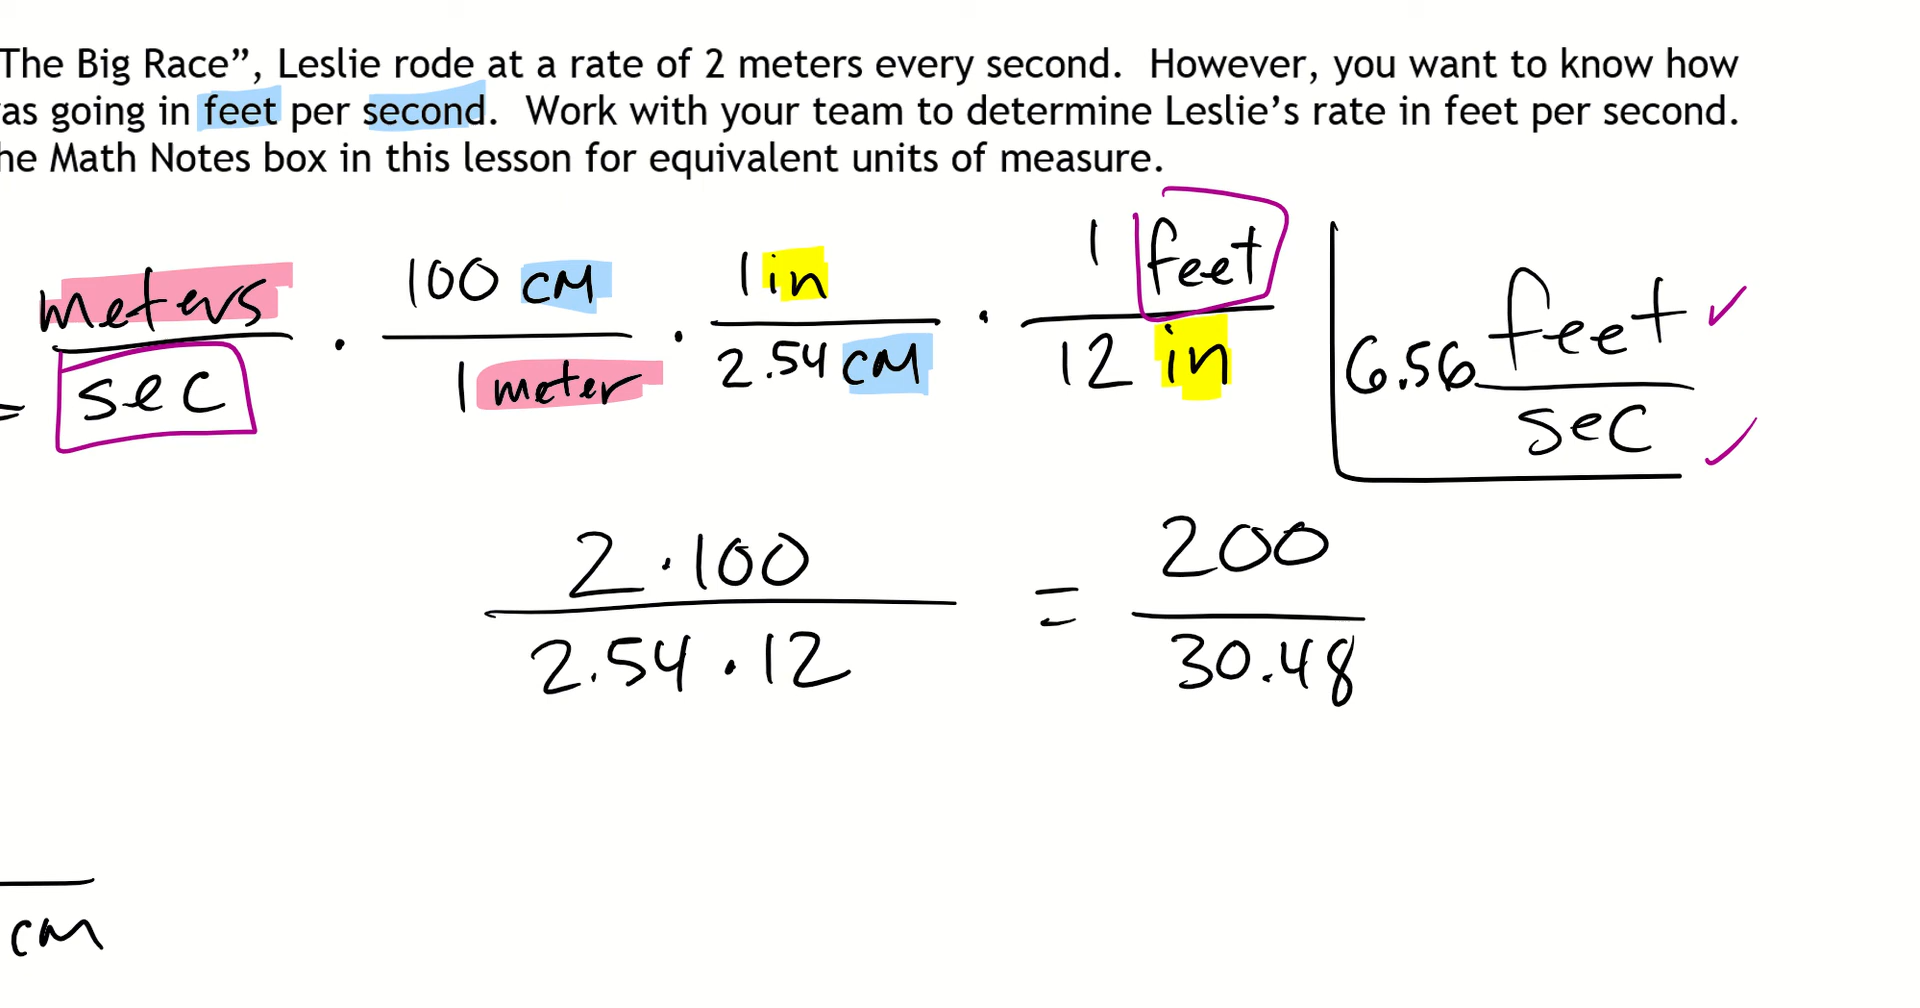 The Big Race”, Leslie rode at a rate of 2 meters every second. However, you want to know how
as going in feet per second. Work with your team to determine Leslie’s rate in feet per second.
he Math Notes box in this lesson for equivalent units of measure.
= meters / sec · 100 cm / 1 meter · 1 in / 2.54 cm · 1 feet / 12 in
6.56 feet / sec
2 · 100 / 2.54 · 12 = 200 / 30.48
cm